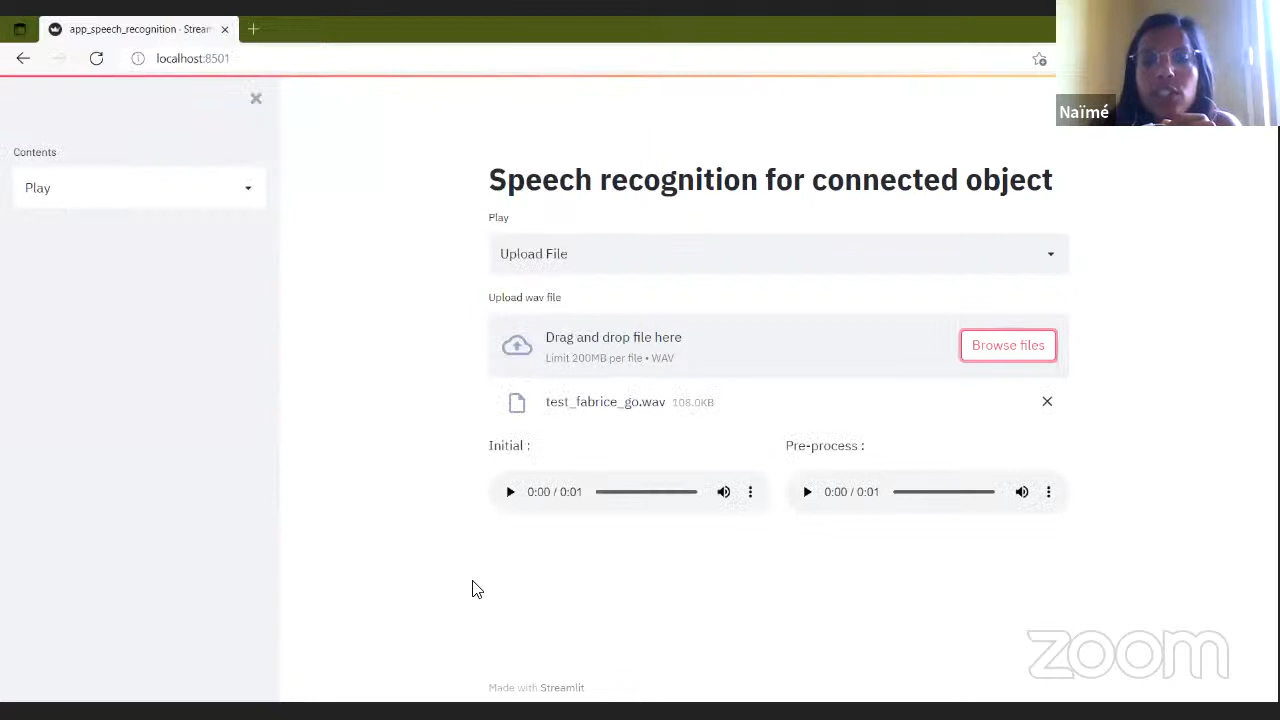 app_speech_recognition · Stream
localhost:8501
Naïmé
Contents
Play
Speech recognition for connected object
Play
Upload File
Upload wav file
Drag and drop file here
Limit 200MB per file • WAV
Browse files
test_fabrice_go.wav 108.0KB
Initial :
Pre-process :
0:00 / 0:01
0:00 / 0:01
zoom
Made with Streamlit